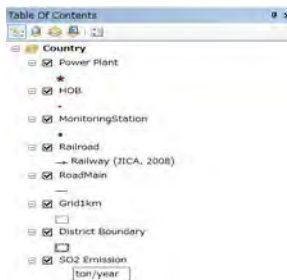 Table Of Contents
Country
Power Plant
HOB
MonitoringStation
Railroad
Railway (JICA, 2008)
RoadMain
Grid1km
District Boundary
SO2 Emission
ton/year